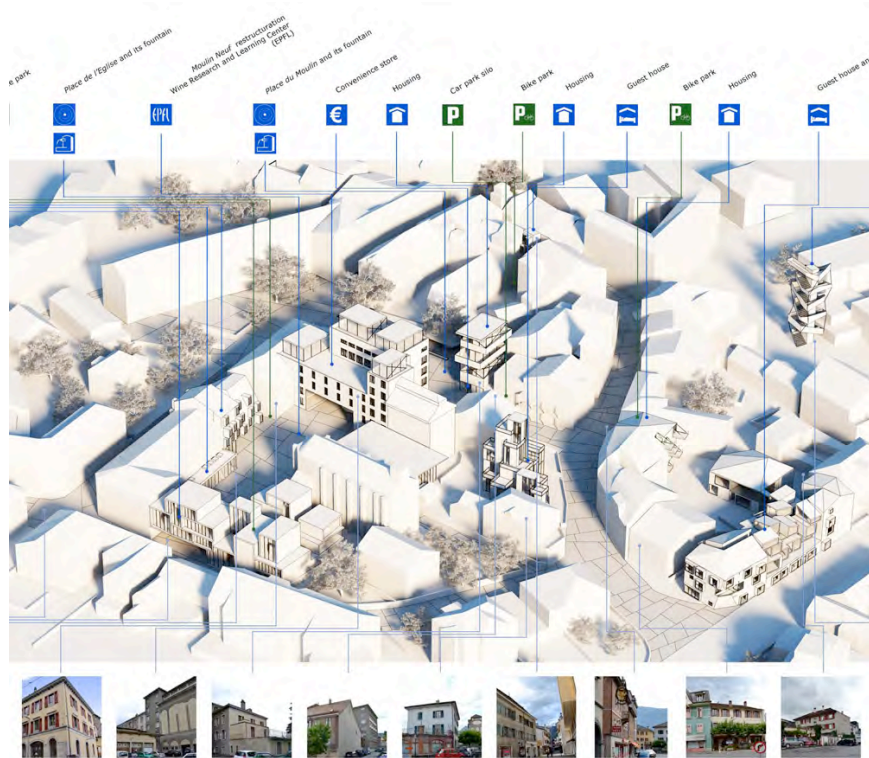 e park
Place de l'Eglise and its fountain
Moulin Neuf restructuration
Wine Research and Learning Center
(EPFL)
Place du Moulin and its fountain
Convenience store
Housing
Car park silo
Bike park
Housing
Guest house
Bike park
Housing
Guest house an
EPFL
€
P
P
P